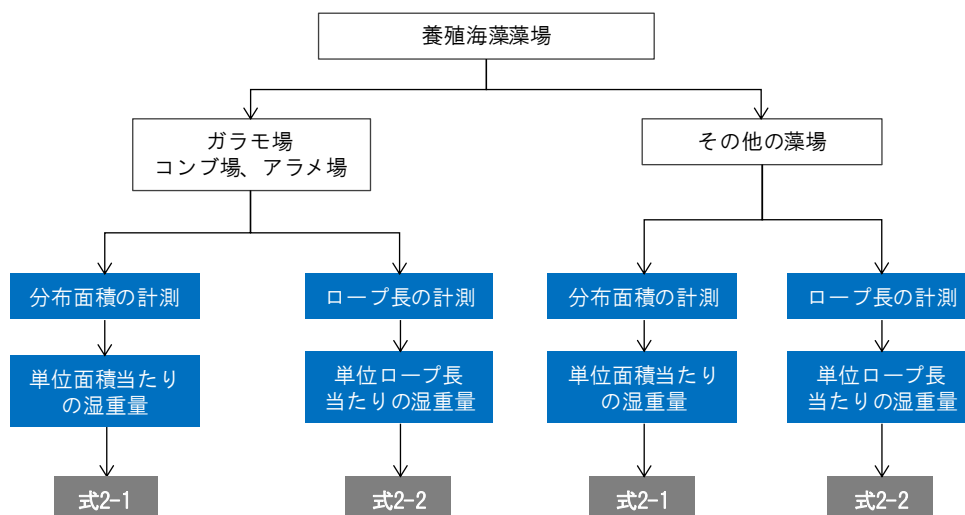 養殖海藻藻場
ガラモ場
コンブ場、アラメ場
その他の藻場
分布面積の計測
ロープ長の計測
分布面積の計測
ロープ長の計測
単位面積当たり
の湿重量
単位ロープ長
当たりの湿重量
単位面積当たり
の湿重量
単位ロープ長
当たりの湿重量
式2-1
式2-2
式2-1
式2-2